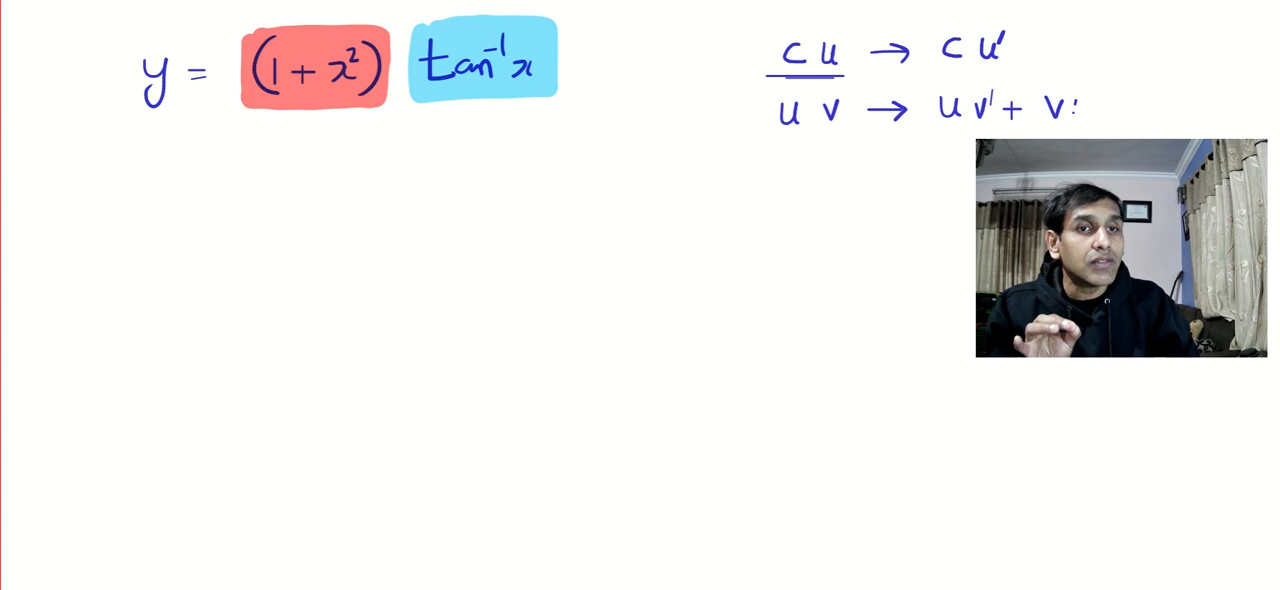 y = (1 + x²) tan⁻¹x
c u → c u'
u v → u v' + v